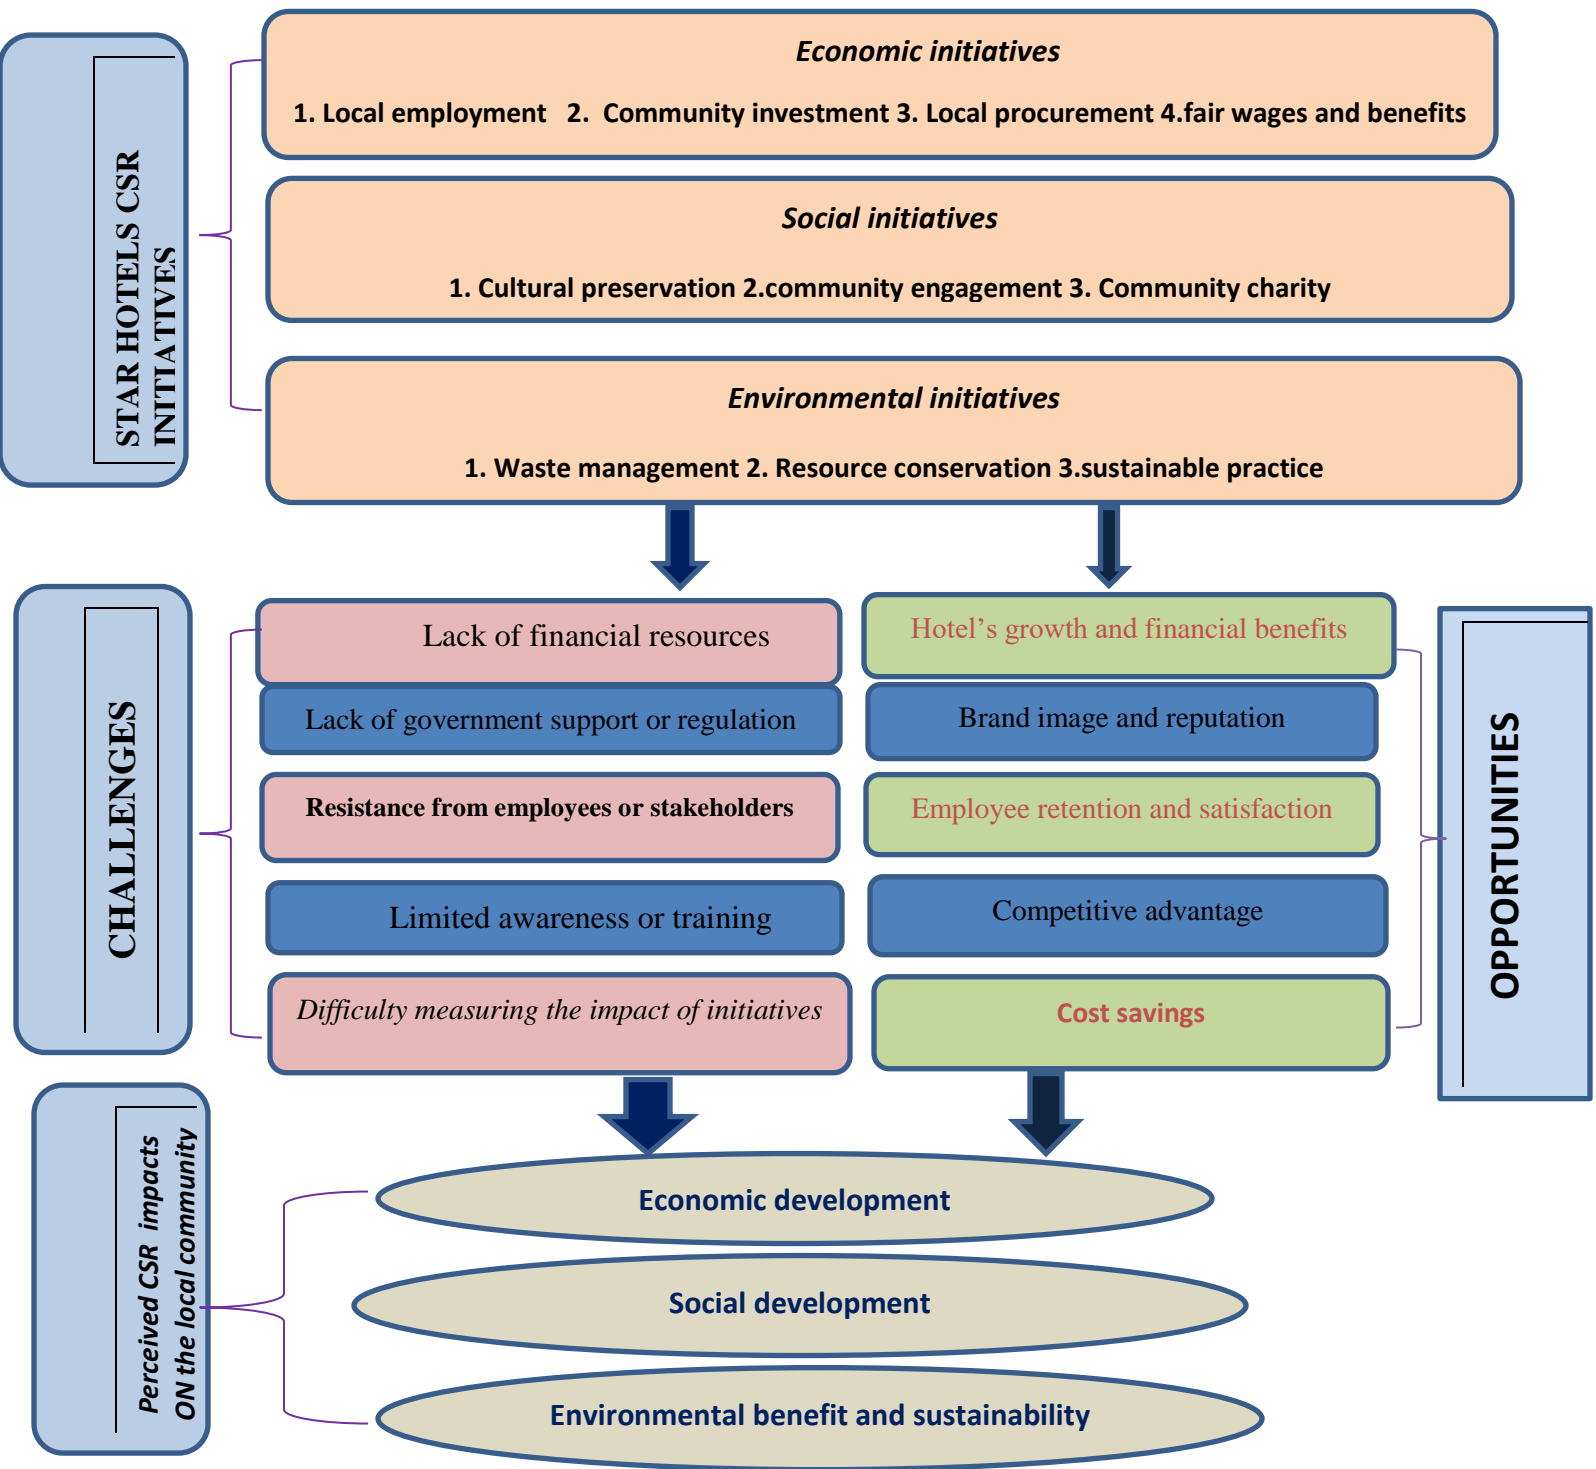 STAR HOTELS CSR
INITIATIVES
Economic initiatives
1. Local employment 2. Community investment 3. Local procurement 4.fair wages and benefits
Social initiatives
1. Cultural preservation 2.community engagement 3. Community charity
Environmental initiatives
1. Waste management 2. Resource conservation 3.sustainable practice
CHALLENGES
Lack of financial resources
Lack of government support or regulation
Resistance from employees or stakeholders
Limited awareness or training
Difficulty measuring the impact of initiatives
Hotel’s growth and financial benefits
Brand image and reputation
Employee retention and satisfaction
Competitive advantage
Cost savings
OPPORTUNITIES
Perceived CSR impacts
ON the local community
Economic development
Social development
Environmental benefit and sustainability